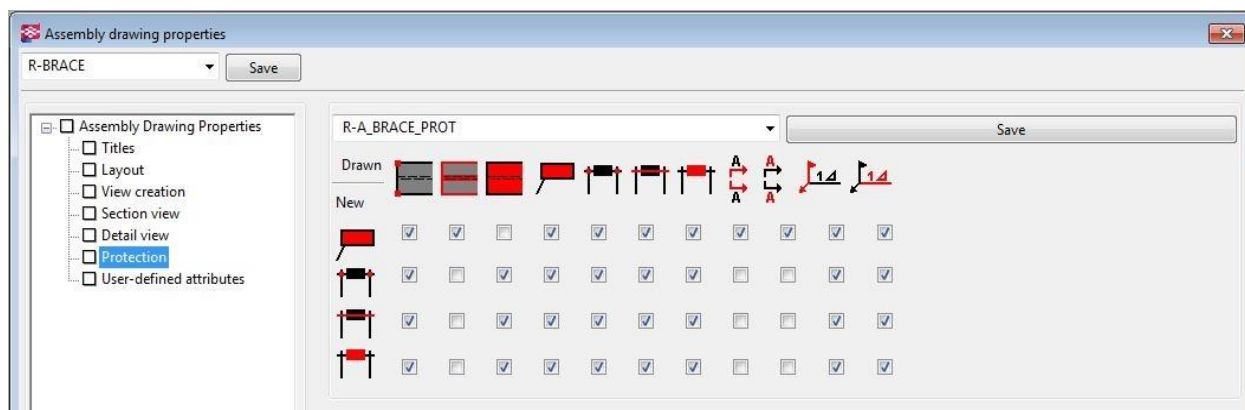 Assembly drawing properties
R-BRACE
Save
Assembly Drawing Properties
Titles
Layout
View creation
Section view
Detail view
Protection
User-defined attributes
R-A_BRACE_PROT
Save
Drawn
New
A A
A A